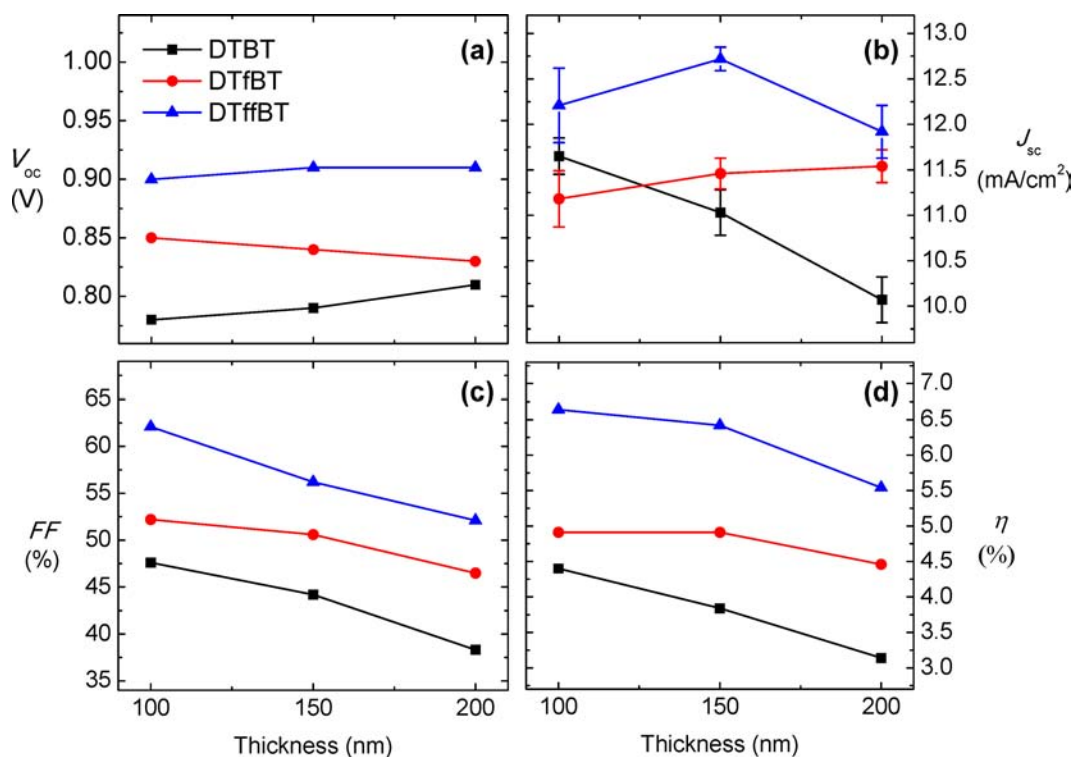 (a)
DTBT
DTfBT
DTffBT
1.00
0.95
0.90
0.85
0.80
V_oc
(V)
(b)
13.0
12.5
12.0
11.5
11.0
10.5
10.0
J_sc
(mA/cm²)
(c)
65
60
55
50
45
40
35
FF
(%)
100 150 200
Thickness (nm)
(d)
7.0
6.5
6.0
5.5
5.0
4.5
4.0
3.5
3.0
η
(%)
100 150 200
Thickness (nm)